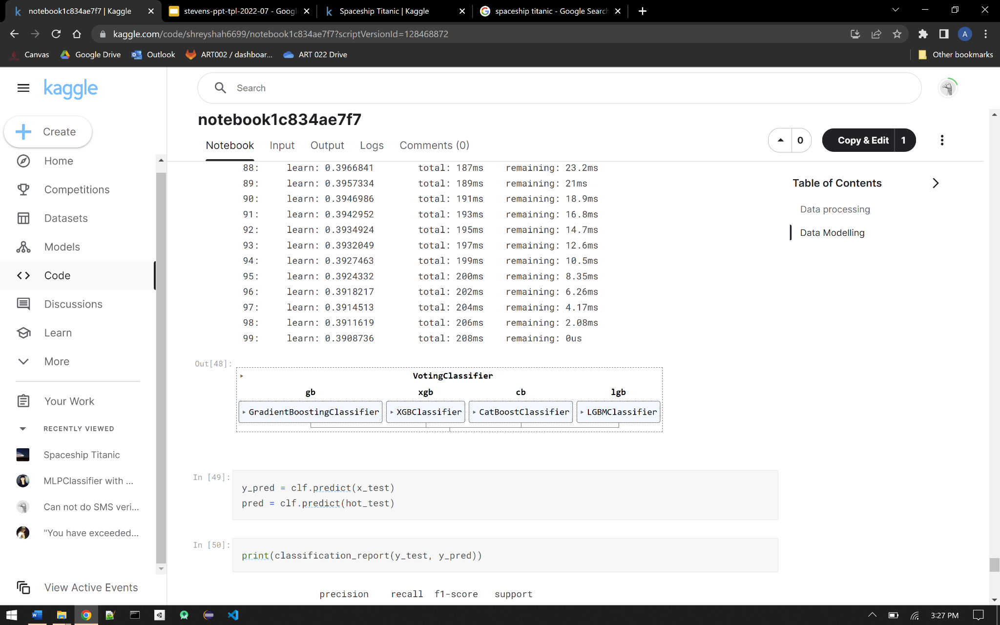 notebook1c834ae7f7 | Kaggle
stevens-ppt-tpl-2022-07 - Googl
Spaceship Titanic | Kaggle
spaceship titanic - Google Search
kaggle.com/code/shreyshah6699/notebook1c834ae7f7?scriptVersionId=128468872
A
Canvas
Google Drive
Outlook
ART002 / dashboar...
ART 022 Drive
Other bookmarks
kaggle
Search
Create
Home
Competitions
Datasets
Models
Code
Discussions
Learn
More
Your Work
RECENTLY VIEWED
Spaceship Titanic
MLPClassifier with ...
Can not do SMS veri...
"You have exceeded...
View Active Events
notebook1c834ae7f7
Notebook Input Output Logs Comments (0)
0
Copy & Edit 1
88: learn: 0.3966841 total: 187ms remaining: 23.2ms
89: learn: 0.3957334 total: 189ms remaining: 21ms
90: learn: 0.3946986 total: 191ms remaining: 18.9ms
91: learn: 0.3942952 total: 193ms remaining: 16.8ms
92: learn: 0.3934924 total: 195ms remaining: 14.7ms
93: learn: 0.3932049 total: 197ms remaining: 12.6ms
94: learn: 0.3927463 total: 199ms remaining: 10.5ms
95: learn: 0.3924332 total: 200ms remaining: 8.35ms
96: learn: 0.3918217 total: 202ms remaining: 6.26ms
97: learn: 0.3914513 total: 204ms remaining: 4.17ms
98: learn: 0.3911619 total: 206ms remaining: 2.08ms
99: learn: 0.3908736 total: 208ms remaining: 0us
Out[48]:
VotingClassifier
gb xgb cb lgb
GradientBoostingClassifier XGBClassifier CatBoostClassifier LGBMClassifier
In [49]:
y_pred = clf.predict(x_test)
pred = clf.predict(hot_test)
In [50]:
print(classification_report(y_test, y_pred))
precision recall f1-score support
Table of Contents
Data processing
Data Modelling
3:27 PM